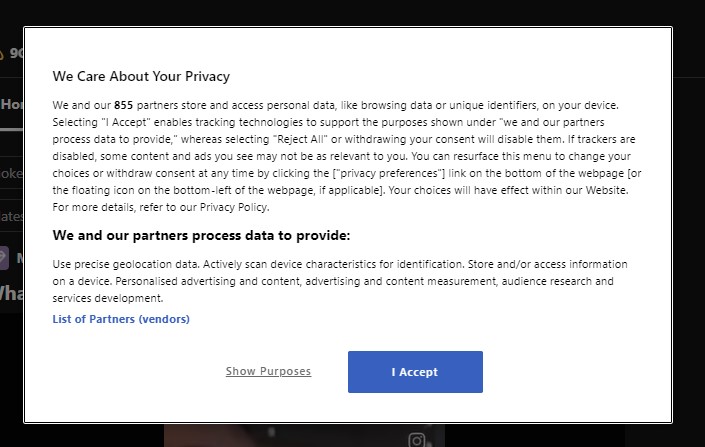 90
Ho
We Care About Your Privacy
We and our 855 partners store and access personal data, like browsing data or unique identifiers, on your device.
Selecting "I Accept" enables tracking technologies to support the purposes shown under "we and our partners
process data to provide," whereas selecting "Reject All" or withdrawing your consent will disable them. If trackers are
disabled, some content and ads you see may not be as relevant to you. You can resurface this menu to change your
choices or withdraw consent at any time by clicking the ["privacy preferences"] link on the bottom of the webpage [or
the floating icon on the bottom-left of the webpage, if applicable]. Your choices will have effect within our Website.
For more details, refer to our Privacy Policy.
We and our partners process data to provide:
Use precise geolocation data. Actively scan device characteristics for identification. Store and/or access information
on a device. Personalised advertising and content, advertising and content measurement, audience research and
services development.
List of Partners (vendors)
Show Purposes
I Accept